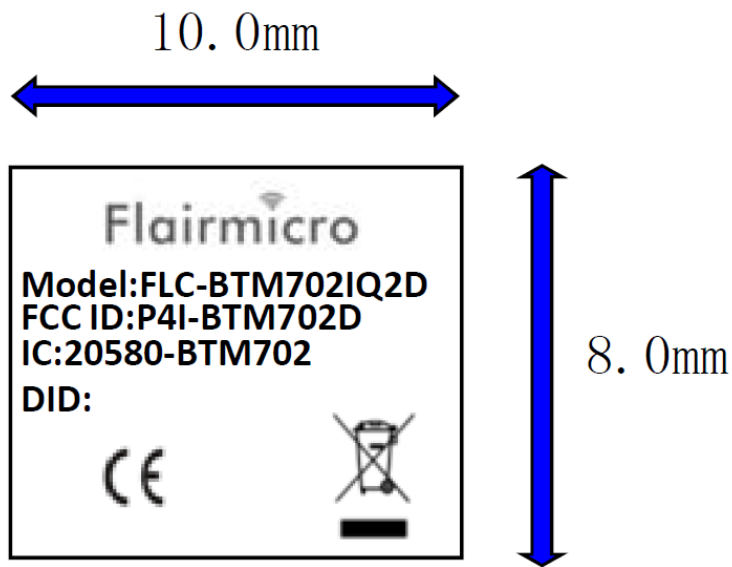 10.0mm
Flairmicro
Model:FLC-BTM702IQ2D
FCC ID:P4I-BTM702D
IC:20580-BTM702
DID:
CE
8.0mm